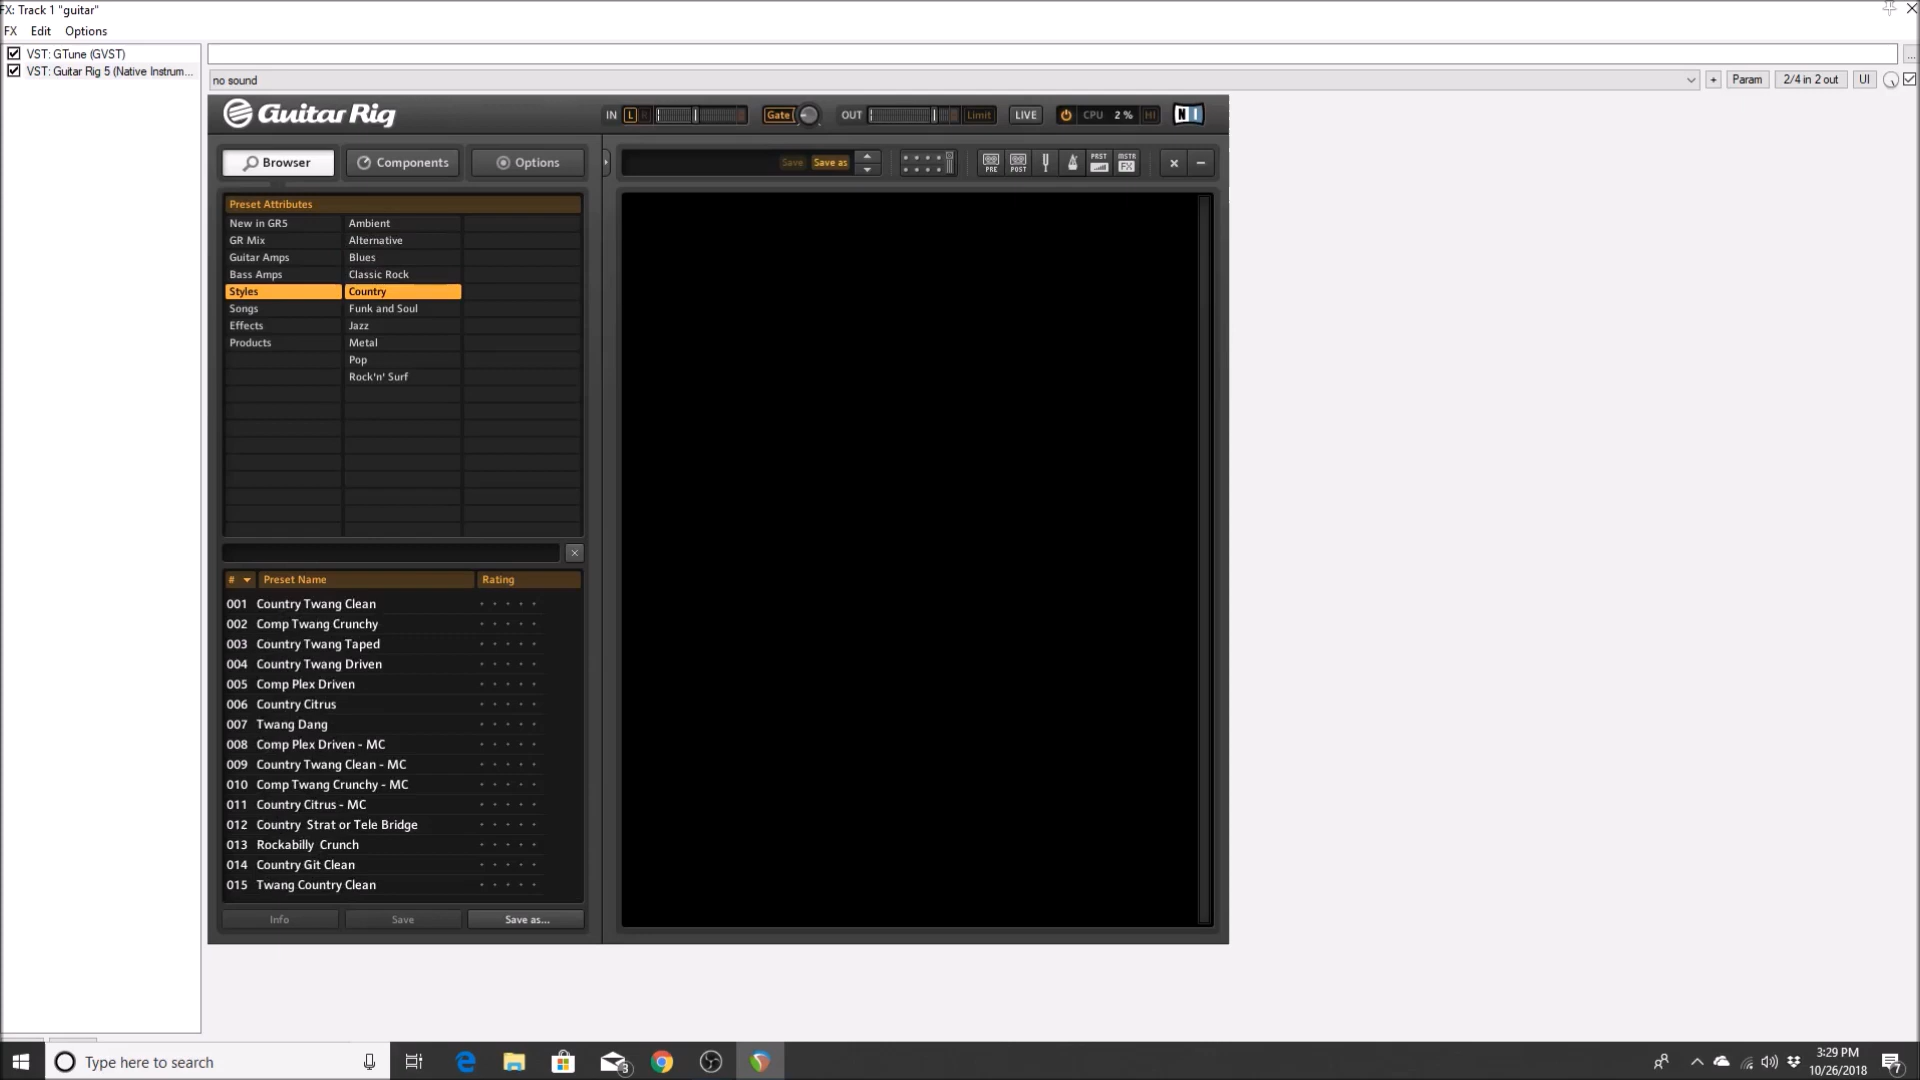 FX: Track 1 "guitar"
FX Edit Options
VST: GTune (GVST)
VST: Guitar Rig 5 (Native Instrum...
...
no sound
+ Param 2/4 in 2 out UI
Guitar Rig
IN L R Gate OUT Limit LIVE CPU 2 % HI N I
Browser Components Options
Save Save as
PRE POST PRST MSTR FX
Preset Attributes
New in GR5 Ambient
GR Mix Alternative
Guitar Amps Blues
Bass Amps Classic Rock
Styles Country
Songs Funk and Soul
Effects Jazz
Products Metal
Pop
Rock'n' Surf
# Preset Name Rating
001 Country Twang Clean
002 Comp Twang Crunchy
003 Country Twang Taped
004 Country Twang Driven
005 Comp Plex Driven
006 Country Citrus
007 Twang Dang
008 Comp Plex Driven - MC
009 Country Twang Clean - MC
010 Comp Twang Crunchy - MC
011 Country Citrus - MC
012 Country  Strat or Tele Bridge
013 Rockabilly  Crunch
014 Country Git Clean
015 Twang Country Clean
Info Save Save as...
Type here to search
3
3:29 PM
10/26/2018
7